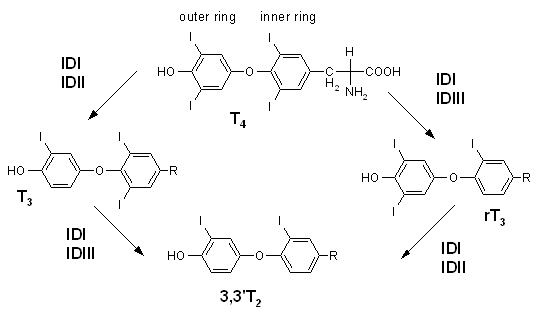 outer ring inner ring
I I
H
HO O C COOH
H₂
NH₂
I I
T₄
IDI
IDII
IDI
IDIII
I I
HO O R
I
T₃
I I
HO O R
I
rT₃
IDI
IDIII
I I
HO O R
3,3'T₂
IDI
IDII